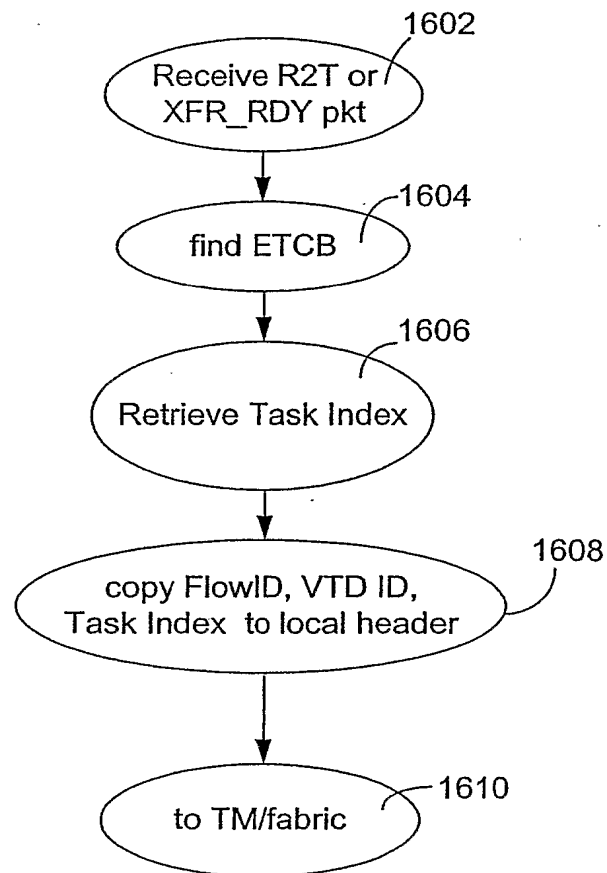 1602
Receive R2T or
XFR_RDY pkt
1604
find ETCB
1606
Retrieve Task Index
1608
copy FlowID, VTD ID,
Task Index to local header
1610
to TM/fabric